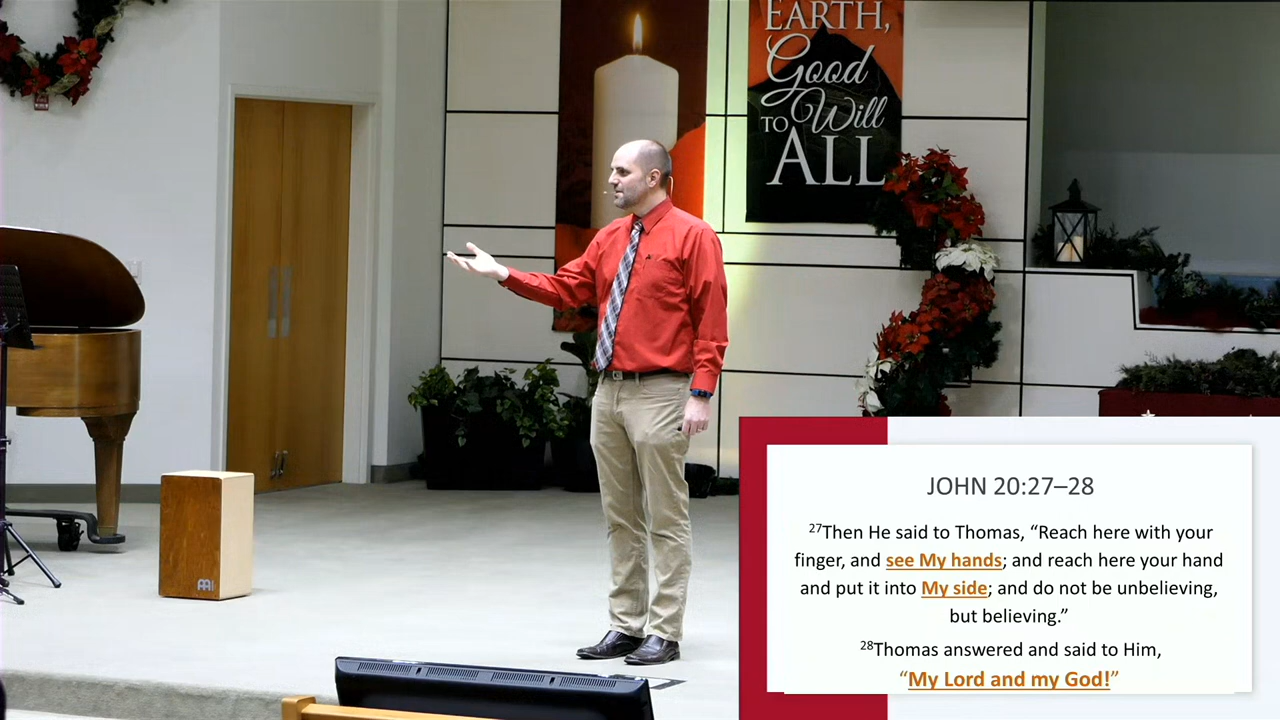 EARTH,
Good
Will
TO
ALL
JOHN 20:27–28
27Then He said to Thomas, “Reach here with your
finger, and see My hands; and reach here your hand
and put it into My side; and do not be unbelieving,
but believing.”
28Thomas answered and said to Him,
“My Lord and my God!”